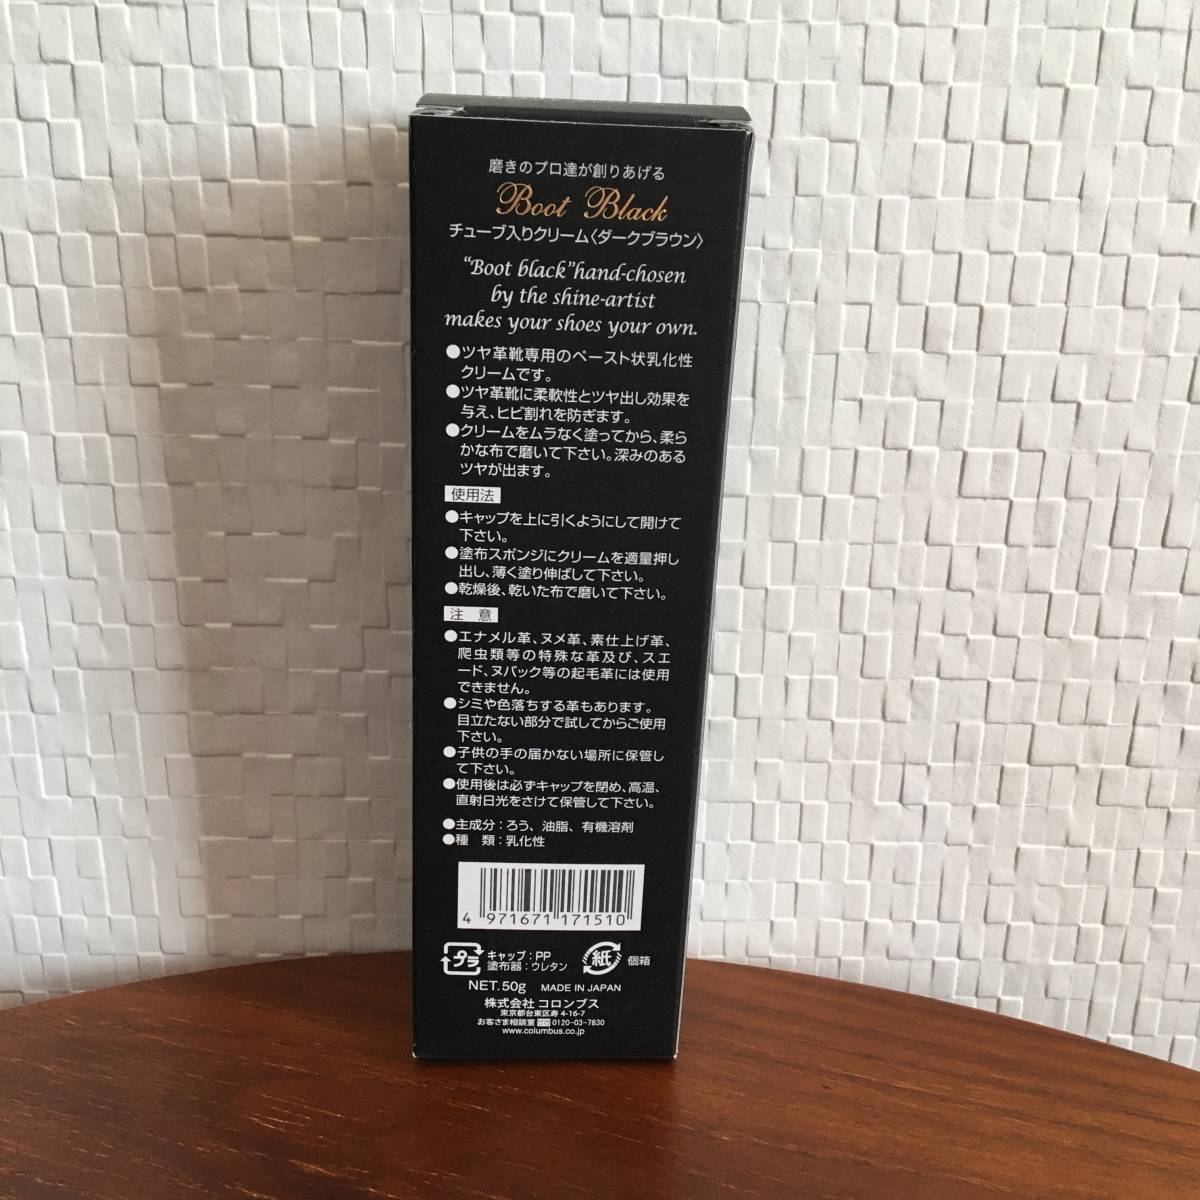 磨きのプロ達が創りあげる
Boot Black
チューブ入りクリーム〈ダークブラウン〉
“Boot black”hand-chosen
by the shine-artist
makes your shoes your own.
●ツヤ革靴専用のペースト状乳化性
クリームです。
●ツヤ革靴に柔軟性とツヤ出し効果を
与え、ヒビ割れを防ぎます。
●クリームをムラなく塗ってから、柔ら
かな布で磨いて下さい。深みのある
ツヤが出ます。
使用法
●キャップを上に引くようにして開けて
下さい。
●塗布スポンジにクリームを適量押し
出し、薄く塗り伸ばして下さい。
●乾燥後、乾いた布で磨いて下さい。
注 意
●エナメル革、ヌメ革、素仕上げ革、
爬虫類等の特殊な革及び、スエ
ード、ヌバック等の起毛革には使用
できません。
●シミや色落ちする革もあります。
目立たない部分で試してからご使用
下さい。
●子供の手の届かない場所に保管し
て下さい。
●使用後は必ずキャップを閉め、高温、
直射日光をさけて保管して下さい。
●主成分：ろう、油脂、有機溶剤
●種 類：乳化性
4 971671 171510
プラ キャップ：PP
塗布器：ウレタン 紙 個箱
NET.50g MADE IN JAPAN
株式会社 コロンブス
東京都台東区寿 4-16-7
お客さま相談室 0120-03-7830
www.columbus.co.jp